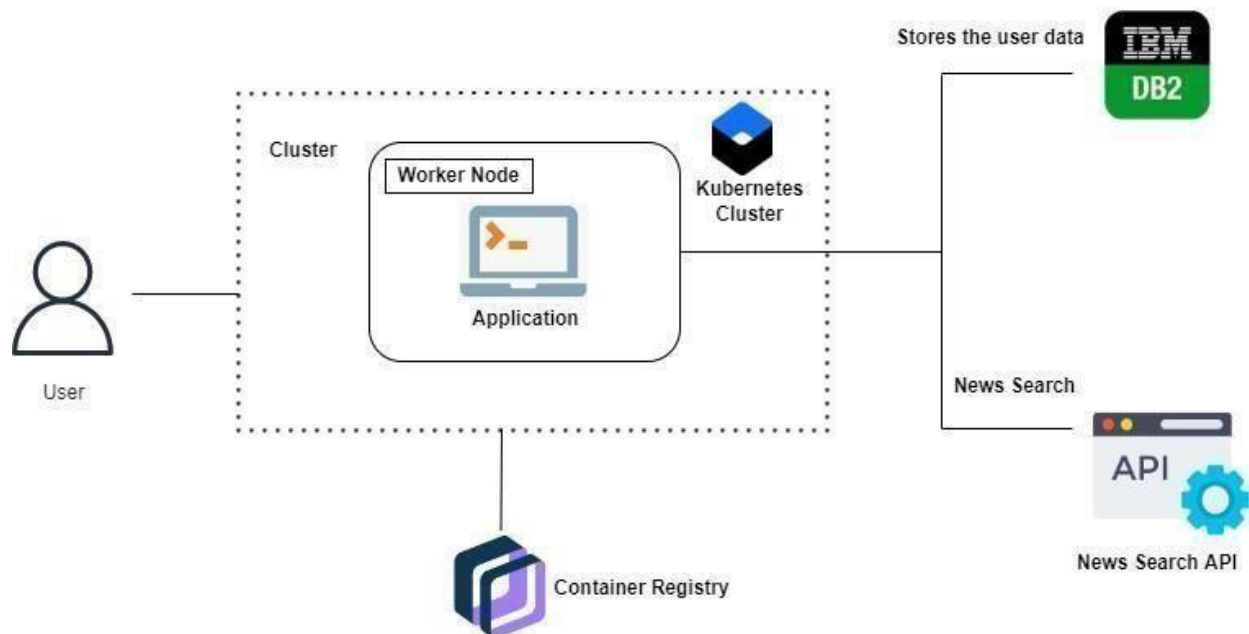 Stores the user data
IBM
DB2
Cluster
Worker Node
Kubernetes
Cluster
Application
User
News Search
API
News Search API
Container Registry